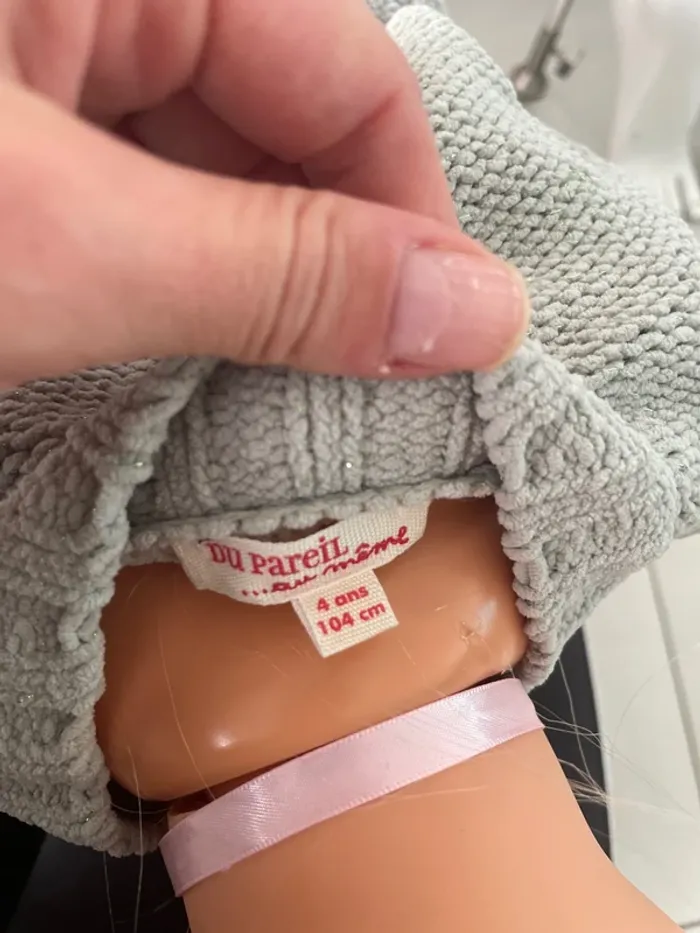 DU PAREIL
...au même
4 ans
104 cm